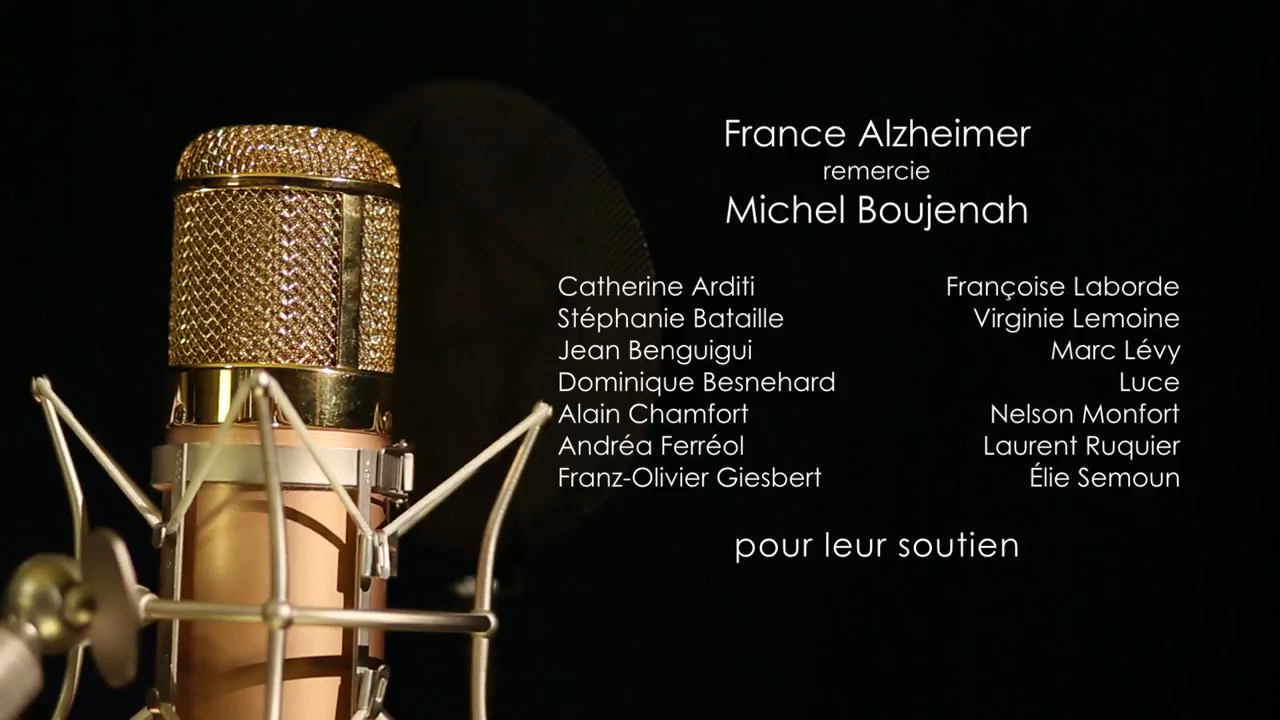 France Alzheimer
remercie
Michel Boujenah
Catherine Arditi
Stéphanie Bataille
Jean Benguigui
Dominique Besnehard
Alain Chamfort
Andréa Ferréol
Franz-Olivier Giesbert
Françoise Laborde
Virginie Lemoine
Marc Lévy
Luce
Nelson Monfort
Laurent Ruquier
Élie Semoun
pour leur soutien